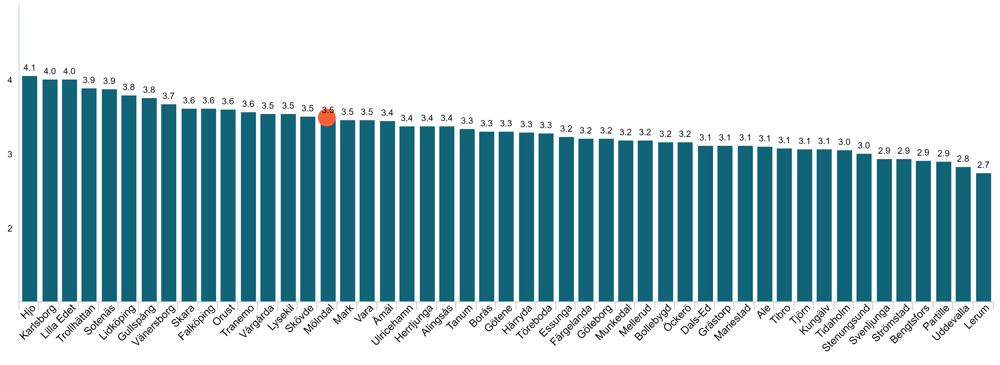 4.1 4.0 4.0 3.9 3.9 3.8 3.8 3.7 3.6 3.6 3.6 3.6 3.5 3.5 3.5 3.5 3.5 3.5 3.4 3.4 3.4 3.4 3.3 3.3 3.3 3.3 3.3 3.2 3.2 3.2 3.2 3.2 3.2 3.2 3.1 3.1 3.1 3.1 3.1 3.1 3.1 3.0 3.0 2.9 2.9 2.9 2.9 2.8 2.7
4
3
2
Hjo
Karlsborg
Lilla Edet
Trollhättan
Sotenäs
Lidköping
Gullspång
Vänersborg
Skara
Falköping
Orust
Tranemo
Vårgårda
Lysekil
Skövde
Mölndal
Mark
Vara
Åmål
Ulricehamn
Herrljunga
Alingsås
Tanum
Borås
Götene
Härryda
Töreboda
Essunga
Färgelanda
Göteborg
Munkedal
Mellerud
Bollebygd
Öckerö
Dals-Ed
Grästorp
Mariestad
Ale
Tibro
Tjörn
Kungälv
Tidaholm
Stenungsund
Svenljunga
Strömstad
Bengtsfors
Partille
Uddevalla
Lerum